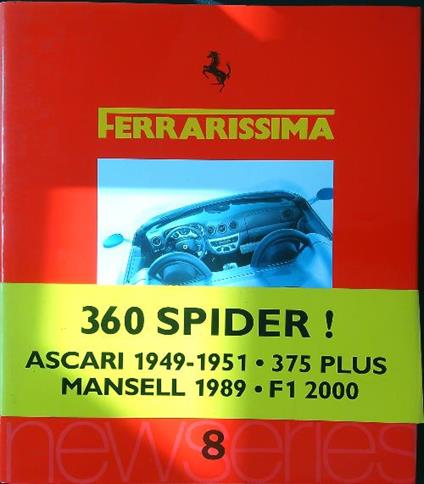 FERRARISSIMA
360 SPIDER !
ASCARI 1949-1951 • 375 PLUS
MANSELL 1989 • F1 2000
newseries
8